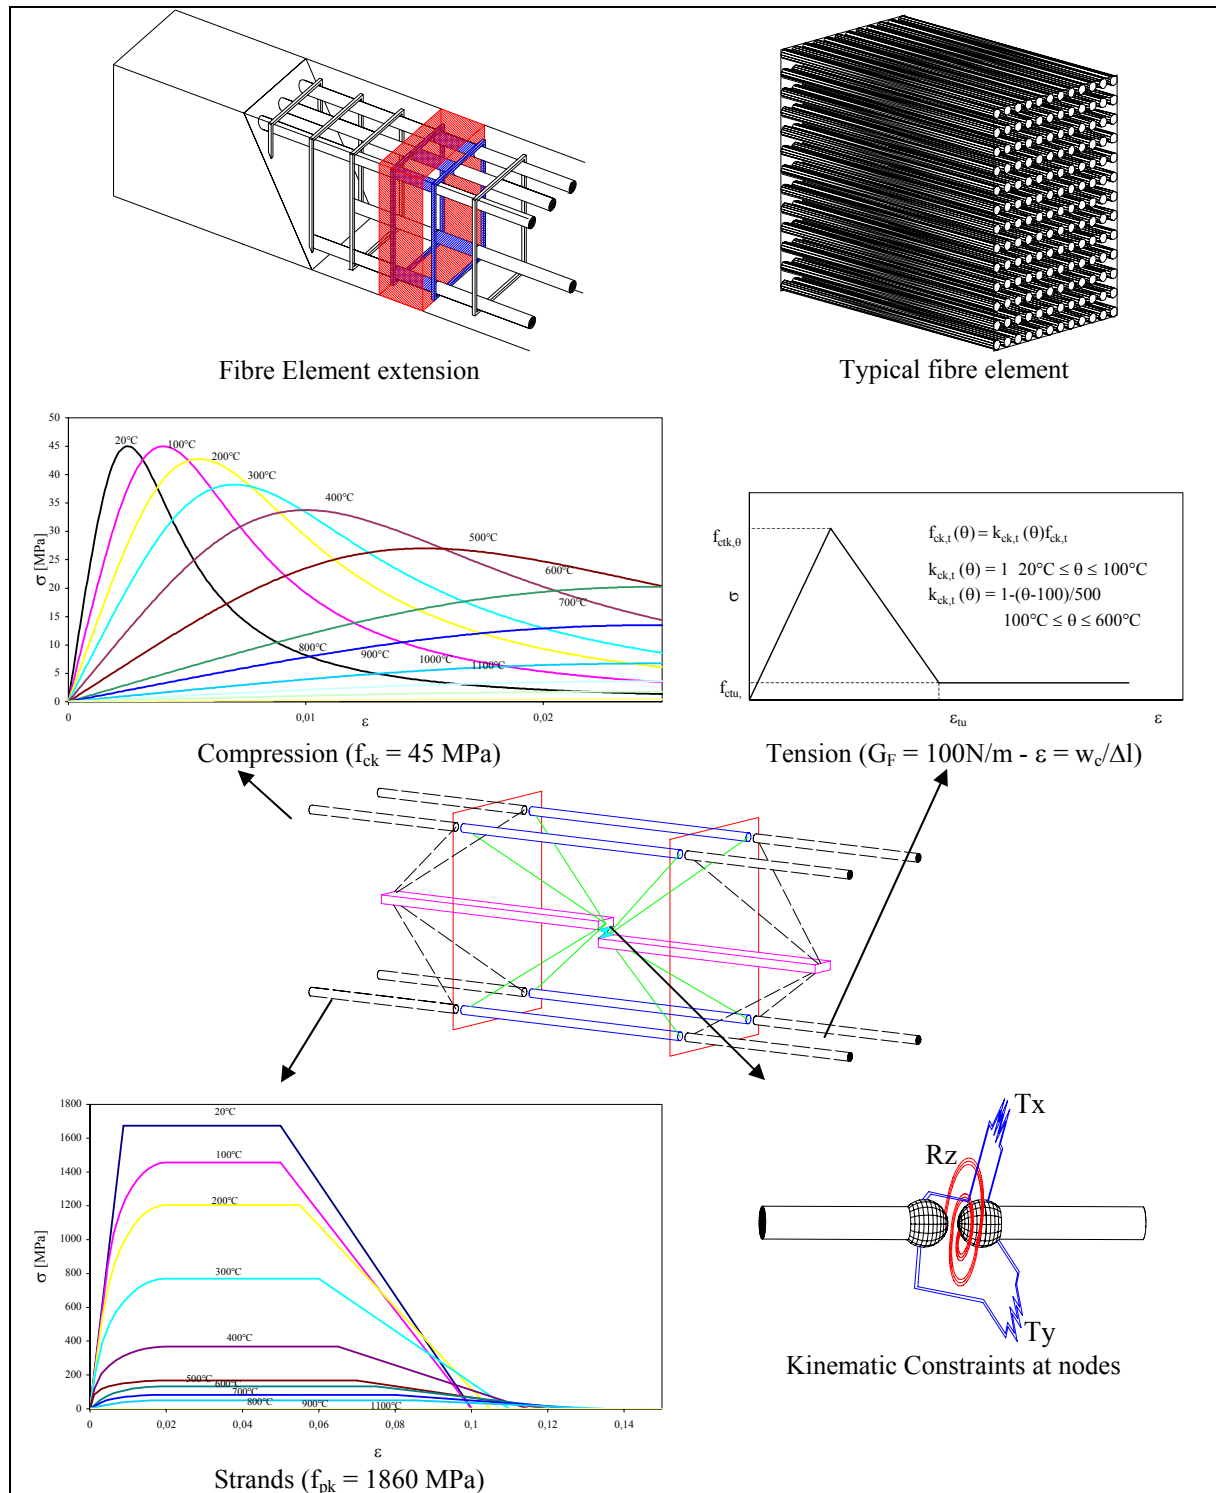 Fibre Element extension
Typical fibre element
50
45
40
35
30
25
20
15
10
5
0
σ [MPa]
20°C
100°C
200°C
300°C
400°C
500°C
600°C
700°C
800°C
900°C
1000°C
1100°C
0
0,01
0,02
ε
Compression (fck = 45 MPa)
fctk,θ
σ
fctu,
fck,t (θ) = kck,t (θ)fck,t
kck,t (θ) = 1 20°C ≤ θ ≤ 100°C
kck,t (θ) = 1-(θ-100)/500
100°C ≤ θ ≤ 600°C
εtu
ε
Tension (GF = 100N/m - ε = wc/Δl)
1800
1600
1400
1200
1000
800
600
400
200
0
σ [MPa]
20°C
100°C
200°C
300°C
400°C
500°C
600°C
700°C
800°C
900°C
1100°C
0
0,02
0,04
0,06
0,08
0,1
0,12
0,14
ε
Strands (fpk = 1860 MPa)
Tx
Rz
Ty
Kinematic Constraints at nodes